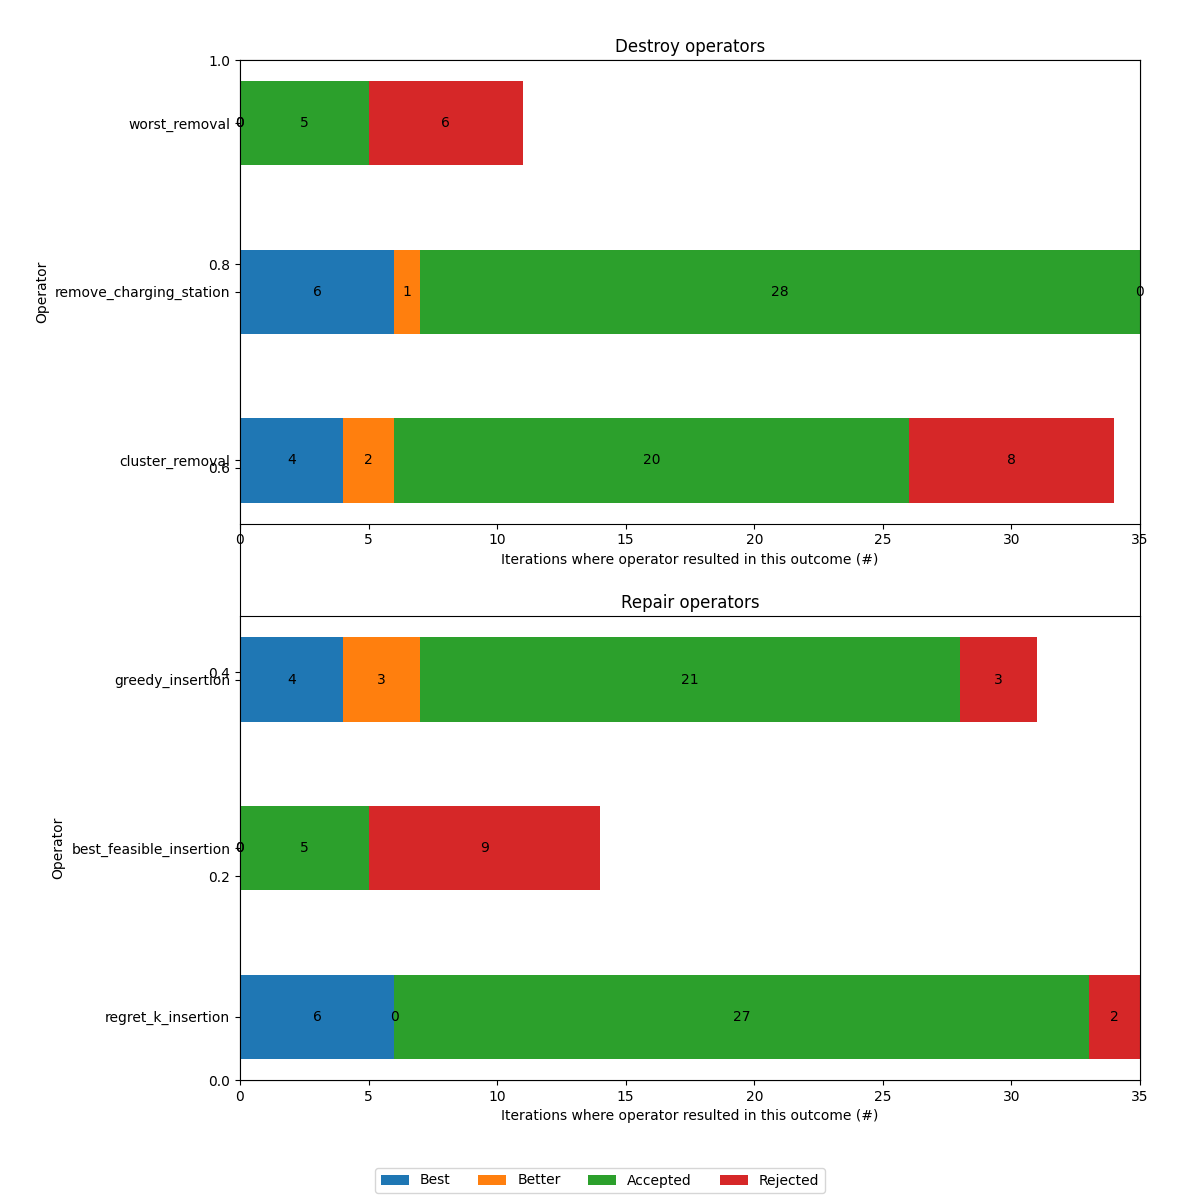 Destroy operators
1.0
worst_removal 0 0 5 6
0.8
Operator
remove_charging_station 6 1 28 0
cluster_removal 4 2 20 8
0.6
0 5 10 15 20 25 30 35
Iterations where operator resulted in this outcome (#)
Repair operators
0.4
greedy_insertion 4 3 21 3
Operator
best_feasible_insertion 0 0 5 9
0.2
regret_k_insertion 6 0 27 2
0.0
0 5 10 15 20 25 30 35
Iterations where operator resulted in this outcome (#)
Best Better Accepted Rejected